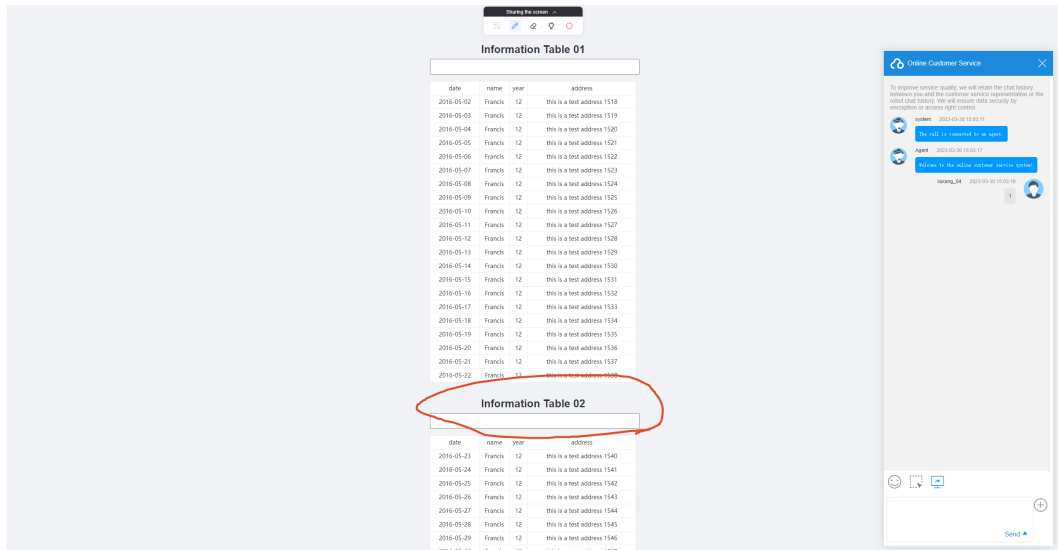 Sharing the screen
Information Table 01
date name year address
2016-05-02 Francis 12 this is a test address 1518
2016-05-03 Francis 12 this is a test address 1519
2016-05-04 Francis 12 this is a test address 1520
2016-05-05 Francis 12 this is a test address 1521
2016-05-06 Francis 12 this is a test address 1522
2016-05-07 Francis 12 this is a test address 1523
2016-05-08 Francis 12 this is a test address 1524
2016-05-09 Francis 12 this is a test address 1525
2016-05-10 Francis 12 this is a test address 1526
2016-05-11 Francis 12 this is a test address 1527
2016-05-12 Francis 12 this is a test address 1528
2016-05-13 Francis 12 this is a test address 1529
2016-05-14 Francis 12 this is a test address 1530
2016-05-15 Francis 12 this is a test address 1531
2016-05-16 Francis 12 this is a test address 1532
2016-05-17 Francis 12 this is a test address 1533
2016-05-18 Francis 12 this is a test address 1534
2016-05-19 Francis 12 this is a test address 1535
2016-05-20 Francis 12 this is a test address 1536
2016-05-21 Francis 12 this is a test address 1537
2016-05-22 Francis 12 this is a test address 1538
Information Table 02
date name year address
2016-05-23 Francis 12 this is a test address 1540
2016-05-24 Francis 12 this is a test address 1541
2016-05-25 Francis 12 this is a test address 1542
2016-05-26 Francis 12 this is a test address 1543
2016-05-27 Francis 12 this is a test address 1544
2016-05-28 Francis 12 this is a test address 1545
2016-05-29 Francis 12 this is a test address 1546
Online Customer Service
To improve service quality, we will retain the chat history
between you and the customer service representative or the
robot chat history. We will ensure data security by
encryption or access right control.
system 2023-03-30 15:03:11
The call is connected to an agent.
Agent 2023-03-30 15:03:17
Welcome to the online customer service system!
2023-03-30 15:03:19
1
Send